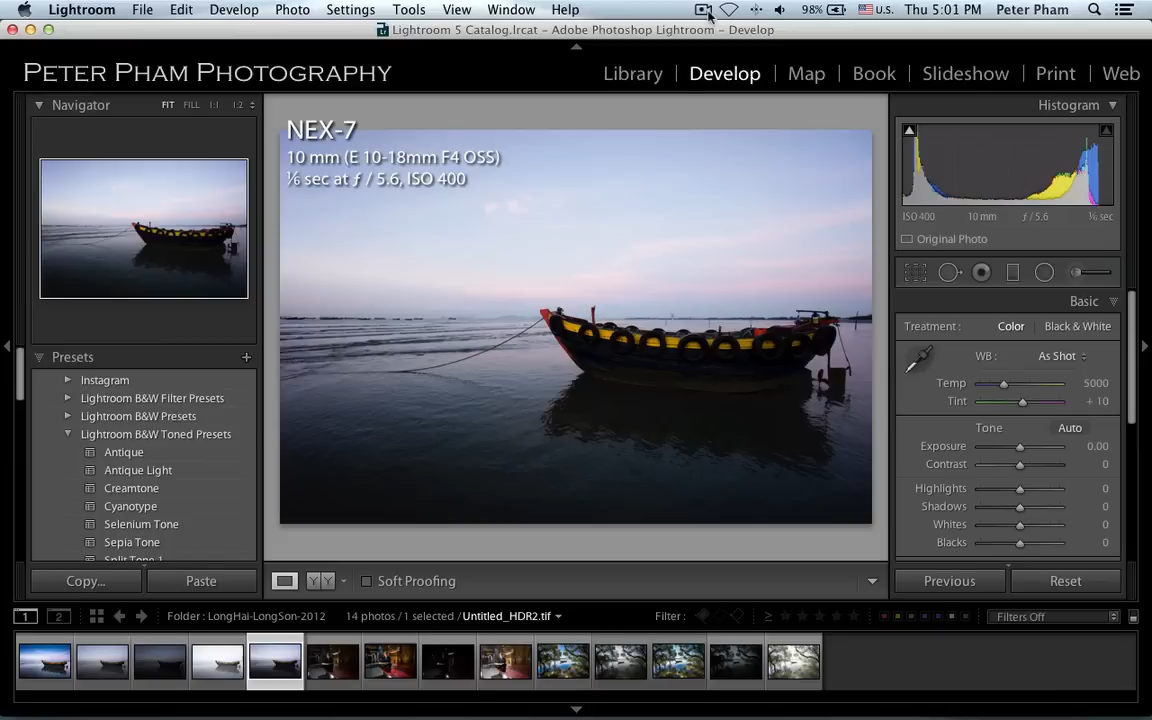 Lightroom File Edit Develop Photo Settings Tools View Window Help 98% U.S. Thu 5:01 PM Peter Pham
Lightroom 5 Catalog.lrcat – Adobe Photoshop Lightroom – Develop
PETER PHAM PHOTOGRAPHY
Library | Develop | Map | Book | Slideshow | Print | Web
Navigator FIT FILL 1:1 1:2
Histogram
NEX-7
10 mm (E 10-18mm F4 OSS)
⅙ sec at ƒ / 5.6, ISO 400
ISO 400 10 mm ƒ / 5.6 ⅙ sec
Original Photo
Basic
Treatment : Color Black & White
WB : As Shot
Temp 5000
Tint + 10
Tone Auto
Exposure 0.00
Contrast 0
Highlights 0
Shadows 0
Whites 0
Blacks 0
Presets +
Instagram
Lightroom B&W Filter Presets
Lightroom B&W Presets
Lightroom B&W Toned Presets
Antique
Antique Light
Creamtone
Cyanotype
Selenium Tone
Sepia Tone
Split Tone 1
Copy... Paste
Y Y Soft Proofing
Previous Reset
1 2 Folder : LongHai-LongSon-2012 14 photos / 1 selected / Untitled_HDR2.tif Filter : ≥ Filters Off